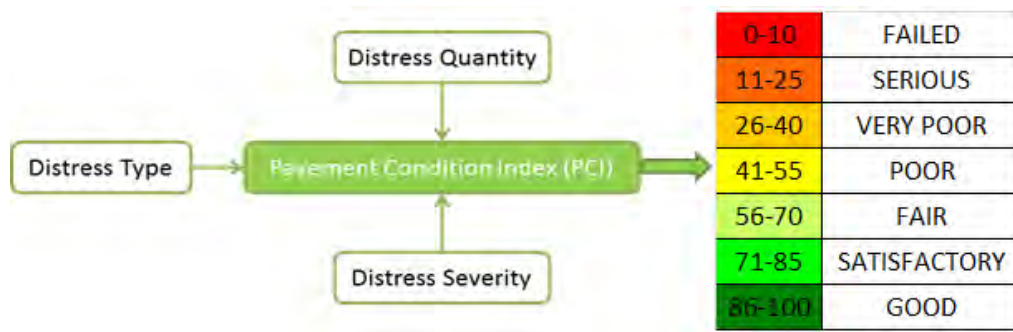 Distress Quantity
Distress Type
Pavement Condition Index (PCI)
Distress Severity
0-10 FAILED
11-25 SERIOUS
26-40 VERY POOR
41-55 POOR
56-70 FAIR
71-85 SATISFACTORY
86-100 GOOD